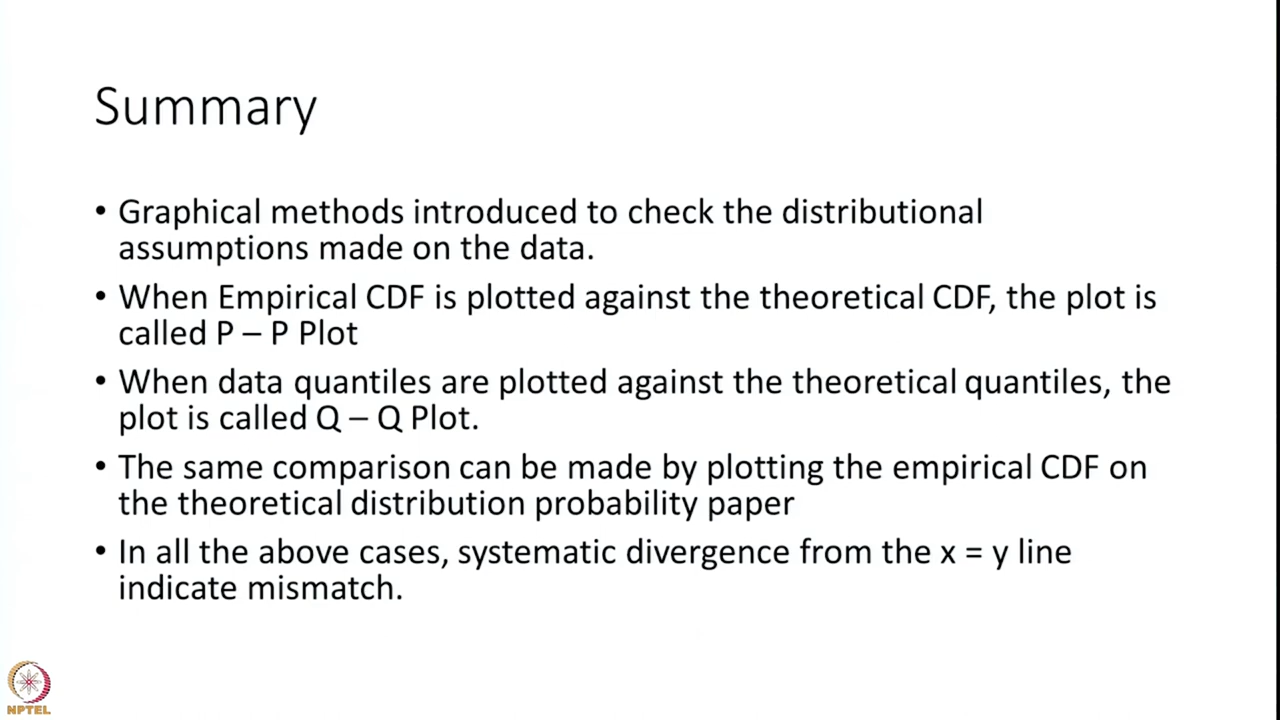 Summary
• Graphical methods introduced to check the distributional
assumptions made on the data.
• When Empirical CDF is plotted against the theoretical CDF, the plot is
called P – P Plot
• When data quantiles are plotted against the theoretical quantiles, the
plot is called Q – Q Plot.
• The same comparison can be made by plotting the empirical CDF on
the theoretical distribution probability paper
• In all the above cases, systematic divergence from the x = y line
indicate mismatch.
NPTEL